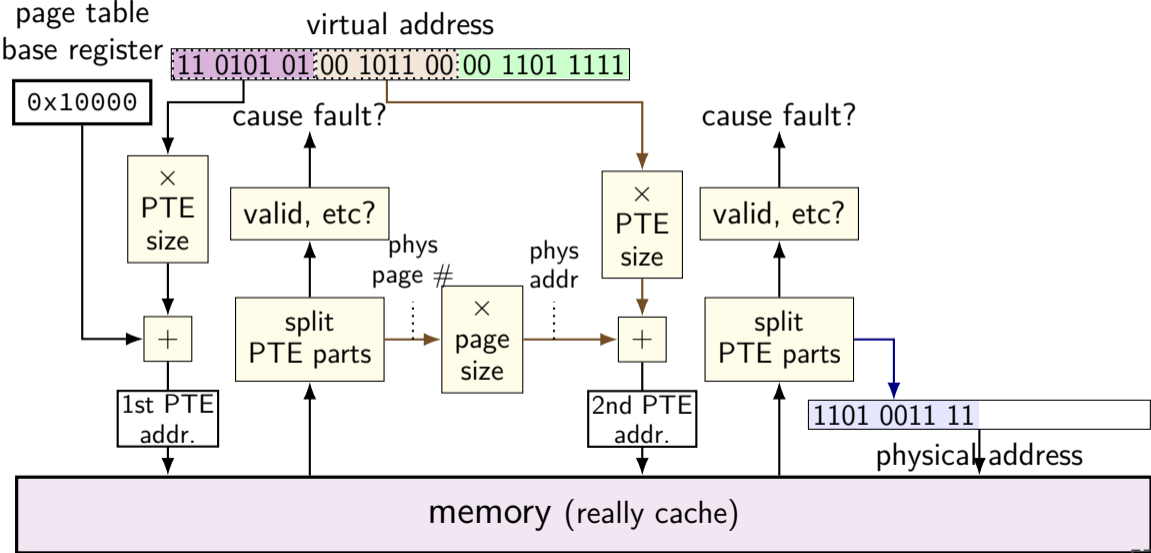 page table
base register
virtual address
11 0101 01 00 1011 00 00 1101 1111
0x10000
cause fault?
cause fault?
×
PTE
size
valid, etc?
×
PTE
size
valid, etc?
phys
page #
phys
addr
+
split
PTE parts
×
page
size
+
split
PTE parts
1st PTE
addr.
2nd PTE
addr.
1101 0011 11
physical address
memory (really cache)